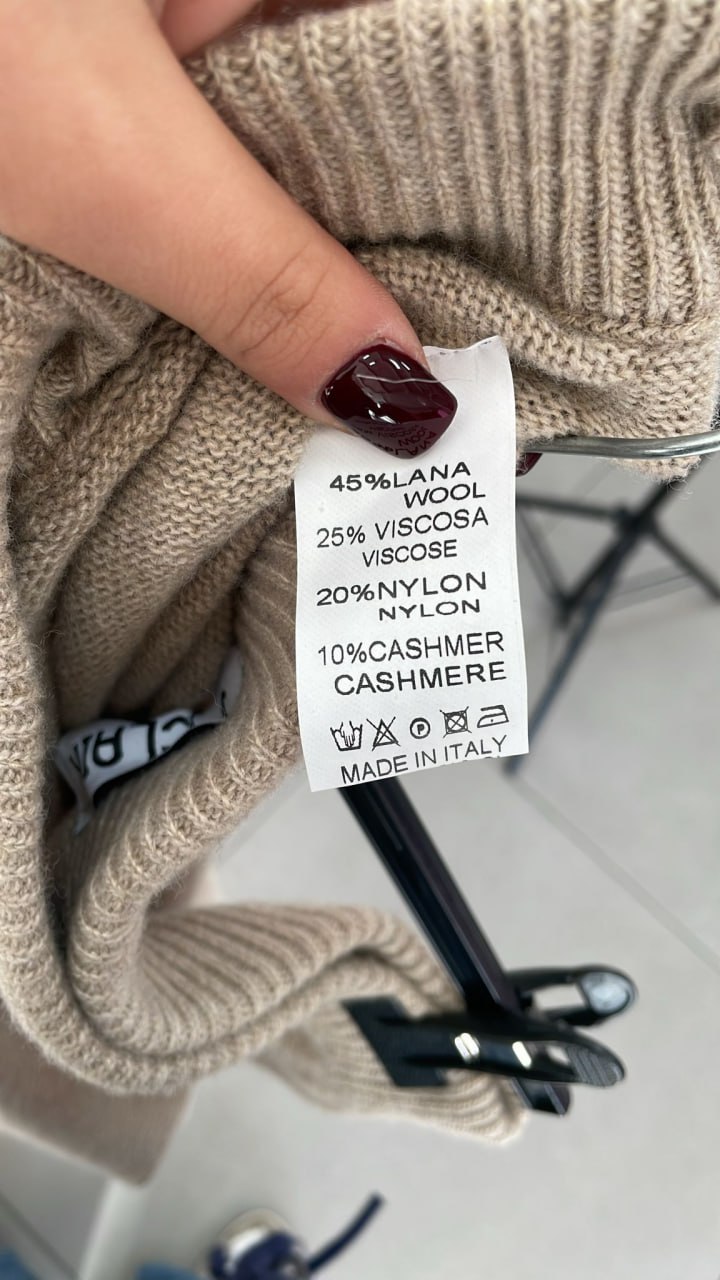 45%LANA
WOOL
25% VISCOSA
VISCOSE
20%NYLON
NYLON
10%CASHMER
CASHMERE
P
MADE IN ITALY